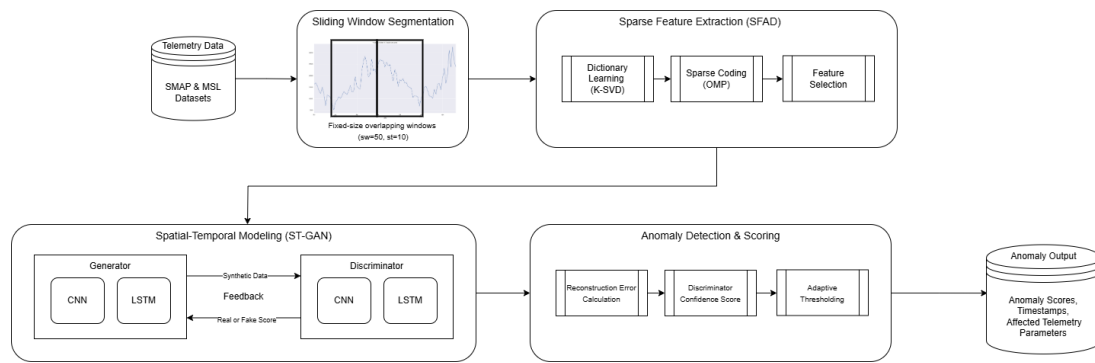 Telemetry Data
SMAP & MSL
Datasets
Sliding Window Segmentation
Fixed-size overlapping windows
(sw=50, st=10)
Sparse Feature Extraction (SFAD)
Dictionary
Learning
(K-SVD)
Sparse Coding
(OMP)
Feature
Selection
Spatial-Temporal Modeling (ST-GAN)
Generator
CNN
LSTM
Synthetic Data
Feedback
Real or Fake Score
Discriminator
CNN
LSTM
Anomaly Detection & Scoring
Reconstruction Error
Calculation
Discriminator
Confidence Score
Adaptive
Thresholding
Anomaly Output
Anomaly Scores,
Timestamps,
Affected Telemetry
Parameters